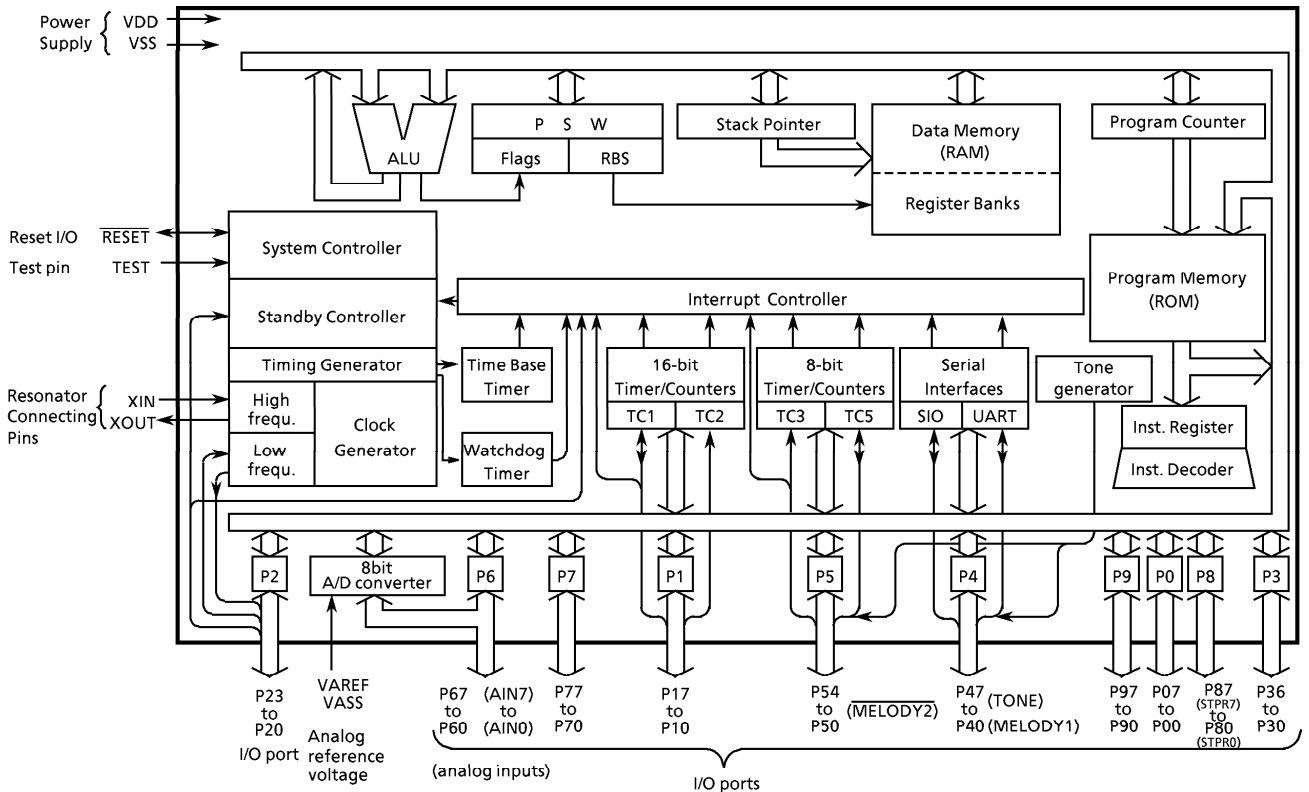 Power
Supply
VDD
VSS
ALU
P S W
Flags
RBS
Stack Pointer
Data Memory
(RAM)
Register Banks
Program Counter
Reset I/O
RESET
Test pin
TEST
System Controller
Standby Controller
Timing Generator
High
frequ.
Low
frequ.
Clock
Generator
Resonator
Connecting
Pins
XIN
XOUT
Interrupt Controller
Program Memory
(ROM)
Time Base
Timer
Watchdog
Timer
16-bit
Timer/Counters
TC1
TC2
8-bit
Timer/Counters
TC3
TC5
Serial
Interfaces
SIO
UART
Tone
generator
Inst. Register
Inst. Decoder
P2
8bit
A/D converter
P6
P7
P1
P5
P4
P9
P0
P8
P3
P23
to
P20
I/O port
VAREF
VASS
Analog
reference
voltage
P67
to
P60
(AIN7)
to
(AIN0)
(analog inputs)
P77
to
P70
P17
to
P10
P54
to
P50
(MELODY2)
P47
to
P40
(TONE)
(MELODY1)
P97
to
P90
P07
to
P00
P87
(STPR7)
to
P80
(STPR0)
P36
to
P30
I/O ports